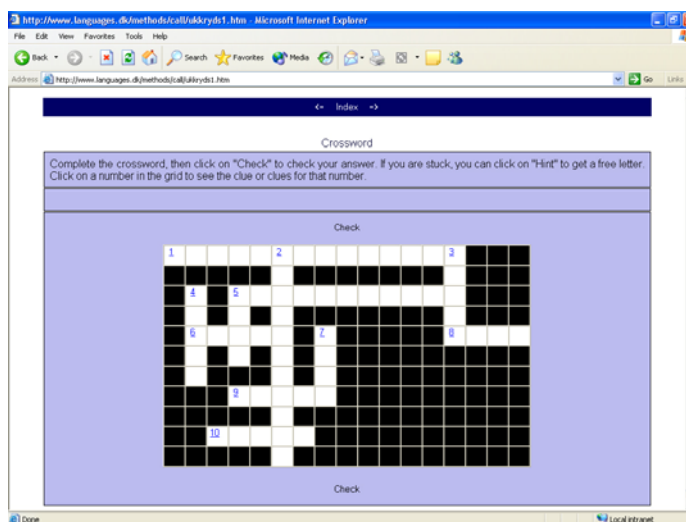 http://www.languages.dk/methods/call/ukkryds1.htm - Microsoft Internet Explorer
File Edit View Favorites Tools Help
Back Search Favorites Media
Address http://www.languages.dk/methods/call/ukkryds1.htm Go Links
<= Index =>
Crossword
Complete the crossword, then click on "Check" to check your answer. If you are stuck, you can click on "Hint" to get a free letter.
Click on a number in the grid to see the clue or clues for that number.
Check
1 2 3
4 5
6 7 8
9
10
Check
Done Local intranet